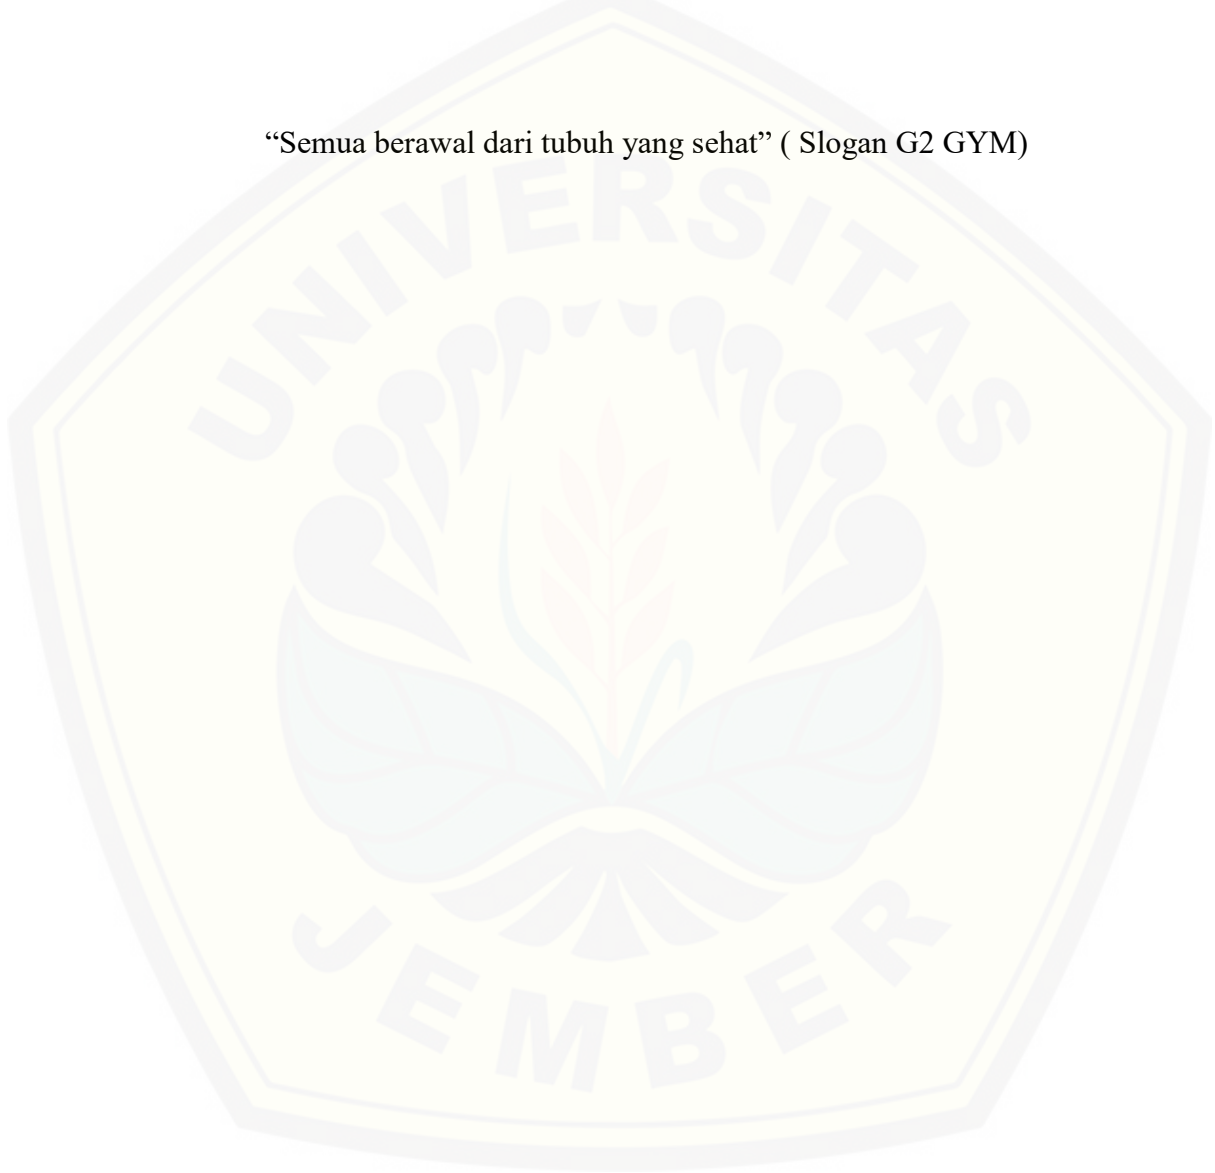 “Semua berawal dari tubuh yang sehat” ( Slogan G2 GYM)
UNIVERSITAS
JEMBER